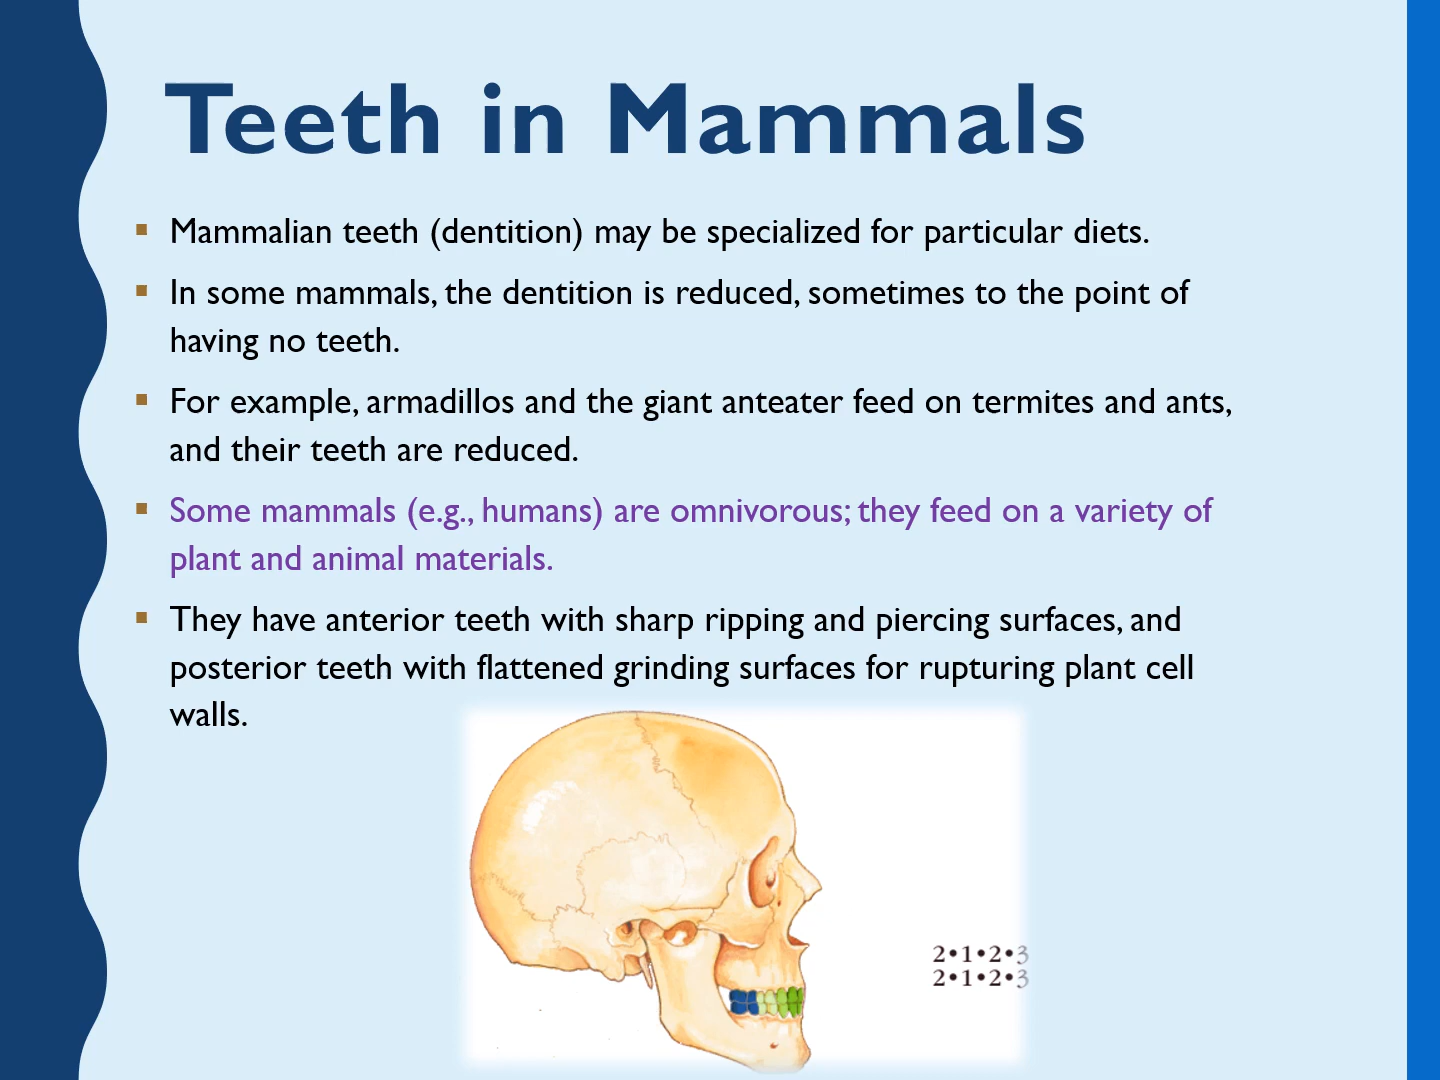 Teeth in Mammals
▪ Mammalian teeth (dentition) may be specialized for particular diets.
▪ In some mammals, the dentition is reduced, sometimes to the point of
having no teeth.
▪ For example, armadillos and the giant anteater feed on termites and ants,
and their teeth are reduced.
▪ Some mammals (e.g., humans) are omnivorous; they feed on a variety of
plant and animal materials.
▪ They have anterior teeth with sharp ripping and piercing surfaces, and
posterior teeth with flattened grinding surfaces for rupturing plant cell
walls.
2•1•2•3
2•1•2•3